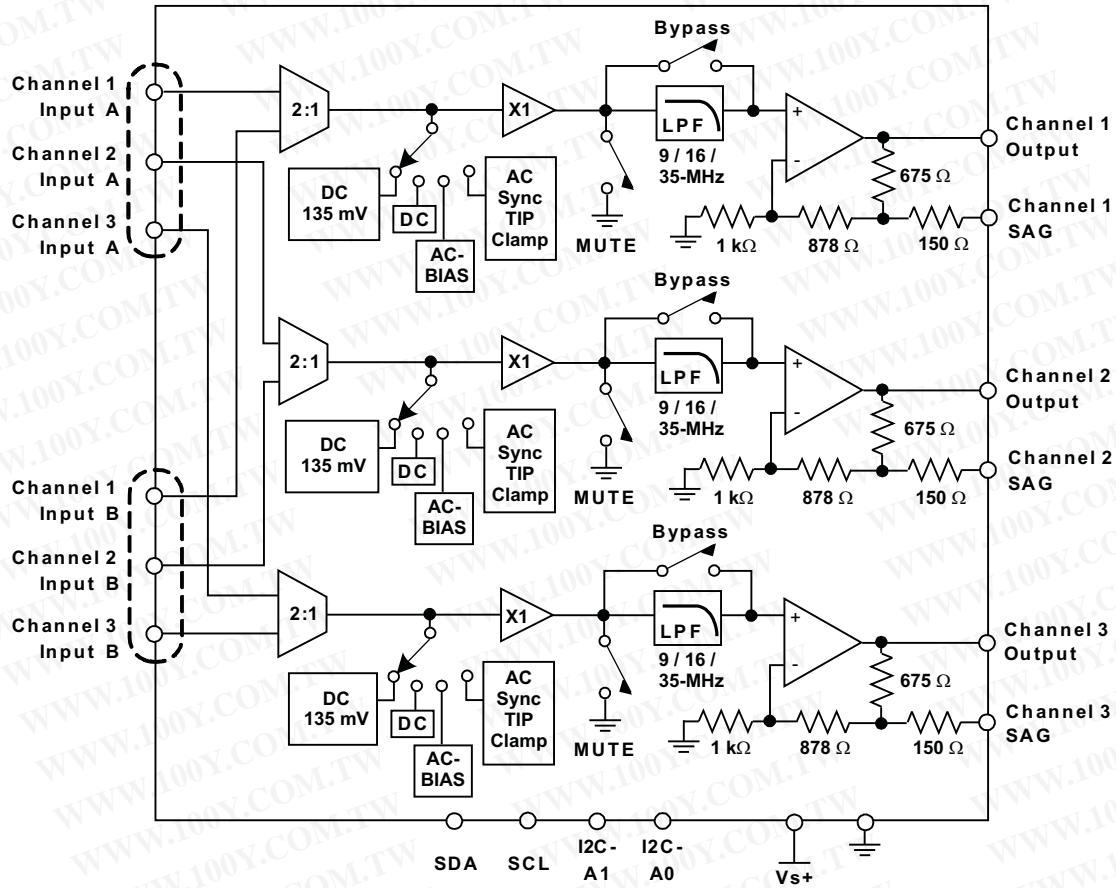 Bypass
Channel 1
Input A
2:1
X1
LPF
+
-
Channel 1
Output
Channel 2
Input A
DC
135 mV
DC
AC-
BIAS
AC
Sync
TIP
Clamp
MUTE
9 / 16 /
35-MHz
675 Ω
Channel 3
Input A
1 kΩ
878 Ω
150 Ω
Channel 1
SAG
Bypass
2:1
X1
LPF
+
-
Channel 2
Output
DC
135 mV
DC
AC-
BIAS
AC
Sync
TIP
Clamp
MUTE
9 / 16 /
35-MHz
675 Ω
1 kΩ
878 Ω
150 Ω
Channel 2
SAG
Channel 1
Input B
Channel 2
Input B
Channel 3
Input B
Bypass
2:1
X1
LPF
+
-
Channel 3
Output
DC
135 mV
DC
AC-
BIAS
AC
Sync
TIP
Clamp
MUTE
9 / 16 /
35-MHz
675 Ω
1 kΩ
878 Ω
150 Ω
Channel 3
SAG
SDA
SCL
I2C-
A1
I2C-
A0
Vs+
WWW.100Y.COM.TW